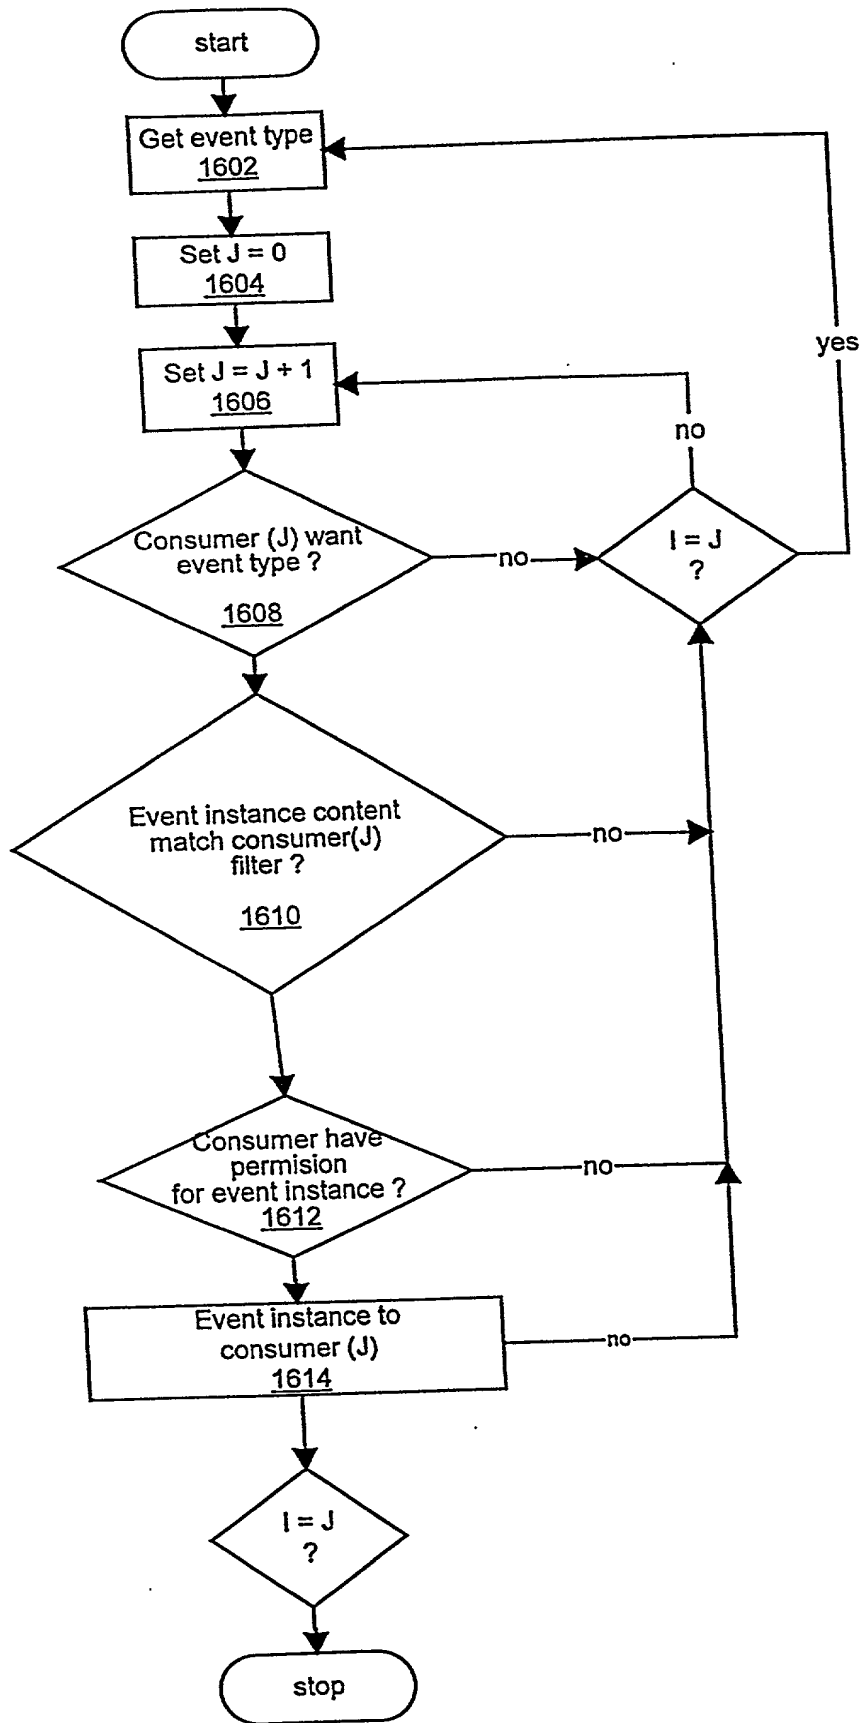 start
Get event type
1602
Set J = 0
1604
Set J = J + 1
1606
yes
no
Consumer (J) want
event type ?
1608
no
I = J
?
Event instance content
match consumer(J)
filter ?
1610
no
Consumer have
permision
for event instance ?
1612
no
Event instance to
consumer (J)
1614
no
I = J
?
stop